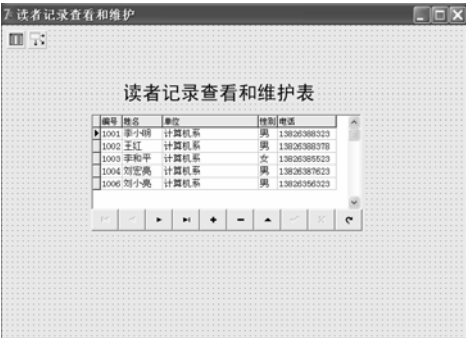 读者记录查看和维护
读者记录查看和维护表
编号 姓名 单位 性别 电话
1001 李小明 计算机系 男 13826388323
1002 王红 计算机系 男 13826388378
1003 李和平 计算机系 女 13826385523
1004 刘宏亮 计算机系 男 13826387623
1006 刘小亮 计算机系 男 13826356323